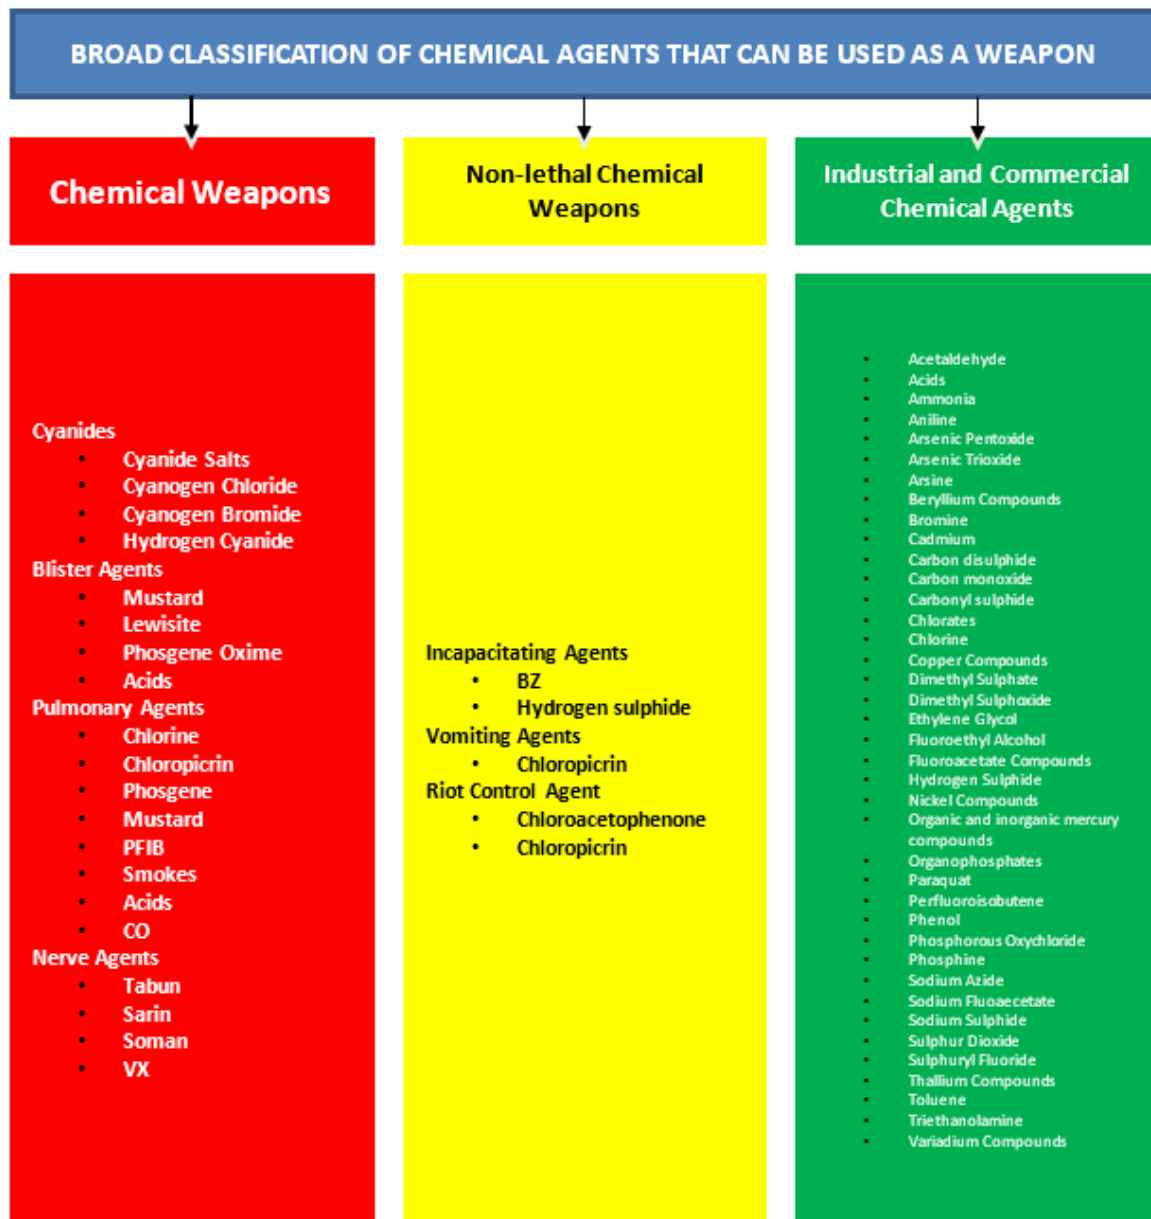 BROAD CLASSIFICATION OF CHEMICAL AGENTS THAT CAN BE USED AS A WEAPON
Chemical Weapons
Cyanides
• Cyanide Salts
• Cyanogen Chloride
• Cyanogen Bromide
• Hydrogen Cyanide
Blister Agents
• Mustard
• Lewisite
• Phosgene Oxime
• Acids
Pulmonary Agents
• Chlorine
• Chloropicrin
• Phosgene
• Mustard
• PFIB
• Smokes
• Acids
• CO
Nerve Agents
• Tabun
• Sarin
• Soman
• VX
Non-lethal Chemical
Weapons
Incapacitating Agents
• BZ
• Hydrogen sulphide
Vomiting Agents
• Chloropicrin
Riot Control Agent
• Chloroacetophenone
• Chloropicrin
Industrial and Commercial
Chemical Agents
• Acetaldehyde
• Acids
• Ammonia
• Aniline
• Arsenic Pentoxide
• Arsenic Trioxide
• Arsine
• Beryllium Compounds
• Bromine
• Cadmium
• Carbon disulphide
• Carbon monoxide
• Carbonyl sulphide
• Chlorates
• Chlorine
• Copper Compounds
• Dimethyl Sulphate
• Dimethyl Sulphoxide
• Ethylene Glycol
• Fluoroethyl Alcohol
• Fluoroacetate Compounds
• Hydrogen Sulphide
• Nickel Compounds
• Organic and inorganic mercury
compounds
• Organophosphates
• Paraquat
• Perfluoroisobutene
• Phenol
• Phosphorous Oxychloride
• Phosphine
• Sodium Azide
• Sodium Fluoaecetate
• Sodium Sulphide
• Sulphur Dioxide
• Sulphuryl Fluoride
• Thallium Compounds
• Toluene
• Triethanolamine
• Variadium Compounds